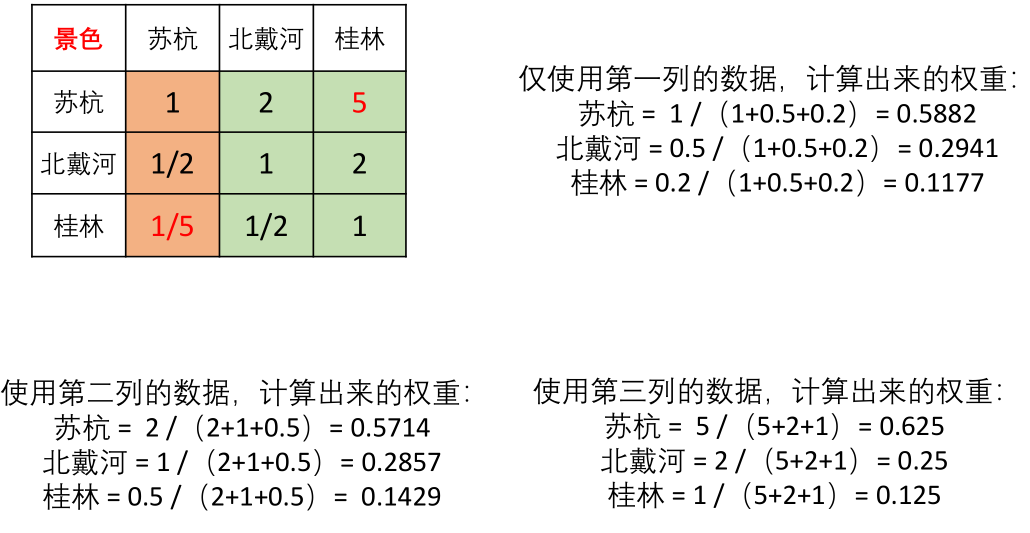 景色 苏杭 北戴河 桂林
苏杭 1 2 5
北戴河 1/2 1 2
桂林 1/5 1/2 1
仅使用第一列的数据，计算出来的权重：
苏杭 = 1 /（1+0.5+0.2）= 0.5882
北戴河 = 0.5 /（1+0.5+0.2）= 0.2941
桂林 = 0.2 /（1+0.5+0.2）= 0.1177
使用第二列的数据，计算出来的权重：
苏杭 = 2 /（2+1+0.5）= 0.5714
北戴河 = 1 /（2+1+0.5）= 0.2857
桂林 = 0.5 /（2+1+0.5）= 0.1429
使用第三列的数据，计算出来的权重：
苏杭 = 5 /（5+2+1）= 0.625
北戴河 = 2 /（5+2+1）= 0.25
桂林 = 1 /（5+2+1）= 0.125